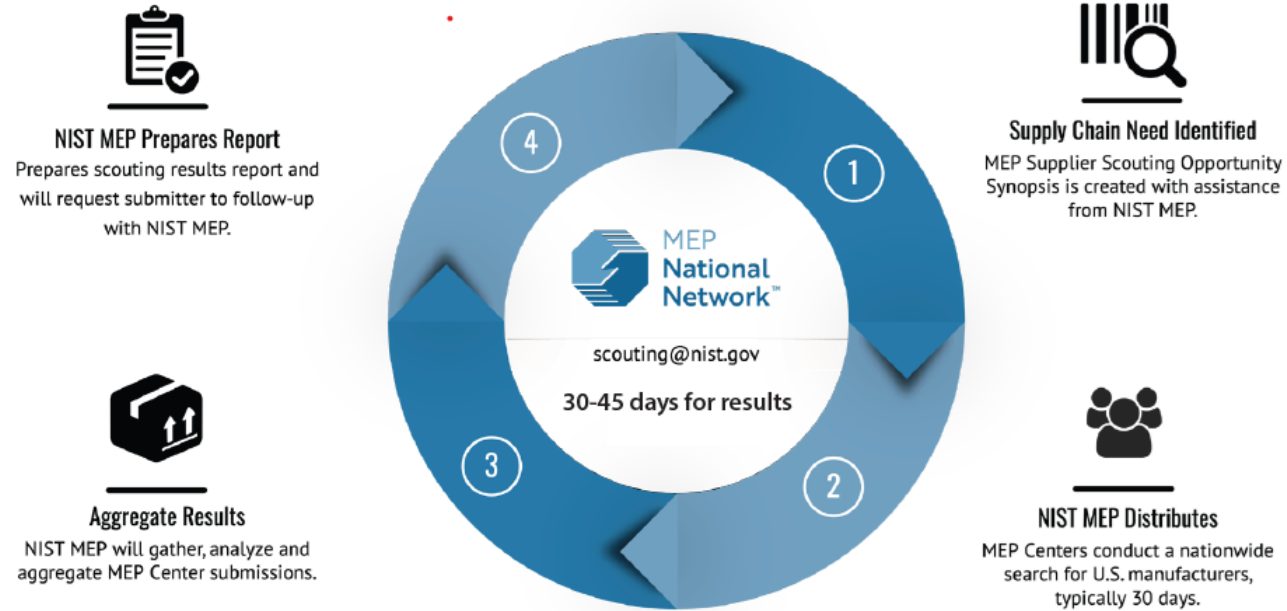 NIST MEP Prepares Report
Prepares scouting results report and
will request submitter to follow-up
with NIST MEP.
4
1
Supply Chain Need Identified
MEP Supplier Scouting Opportunity
Synopsis is created with assistance
from NIST MEP.
MEP
National
Network™
scouting@nist.gov
30-45 days for results
3
2
Aggregate Results
NIST MEP will gather, analyze and
aggregate MEP Center submissions.
NIST MEP Distributes
MEP Centers conduct a nationwide
search for U.S. manufacturers,
typically 30 days.